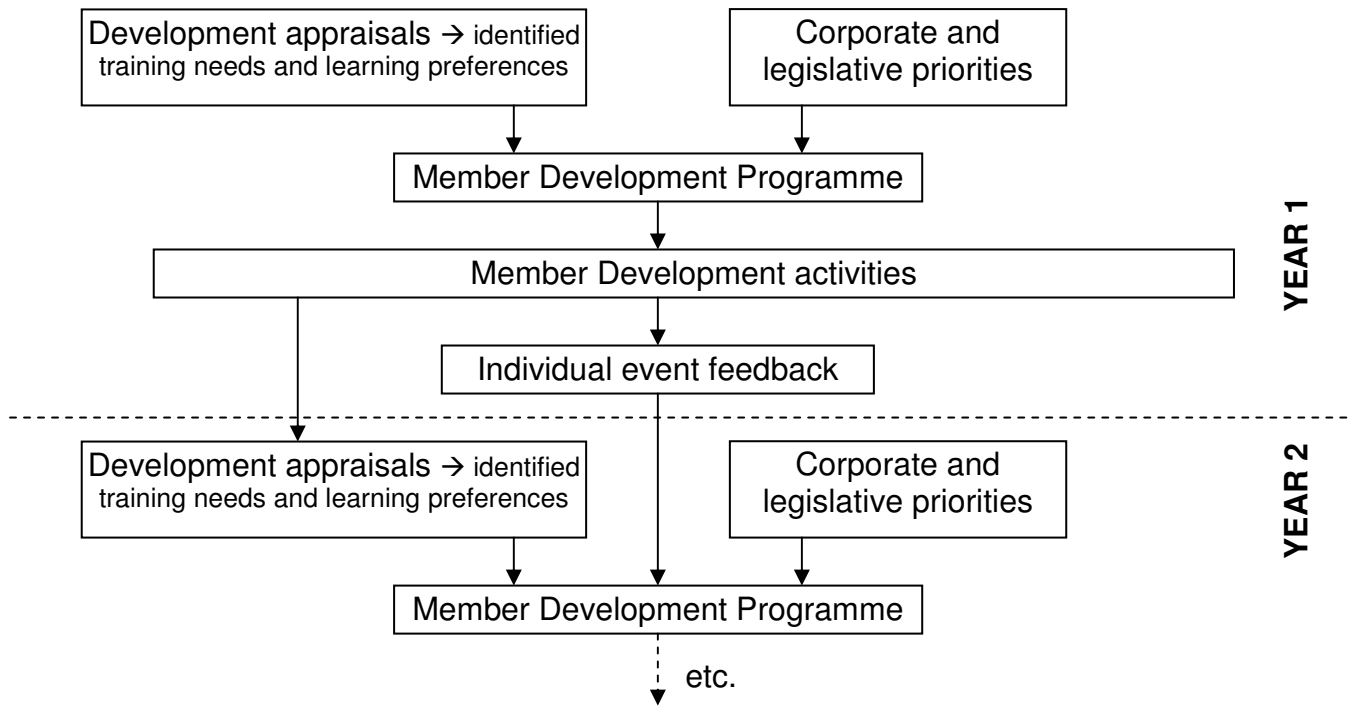 Development appraisals → identified
training needs and learning preferences
Corporate and
legislative priorities
Member Development Programme
Member Development activities
Individual event feedback
YEAR 1
Development appraisals → identified
training needs and learning preferences
Corporate and
legislative priorities
Member Development Programme
etc.
YEAR 2